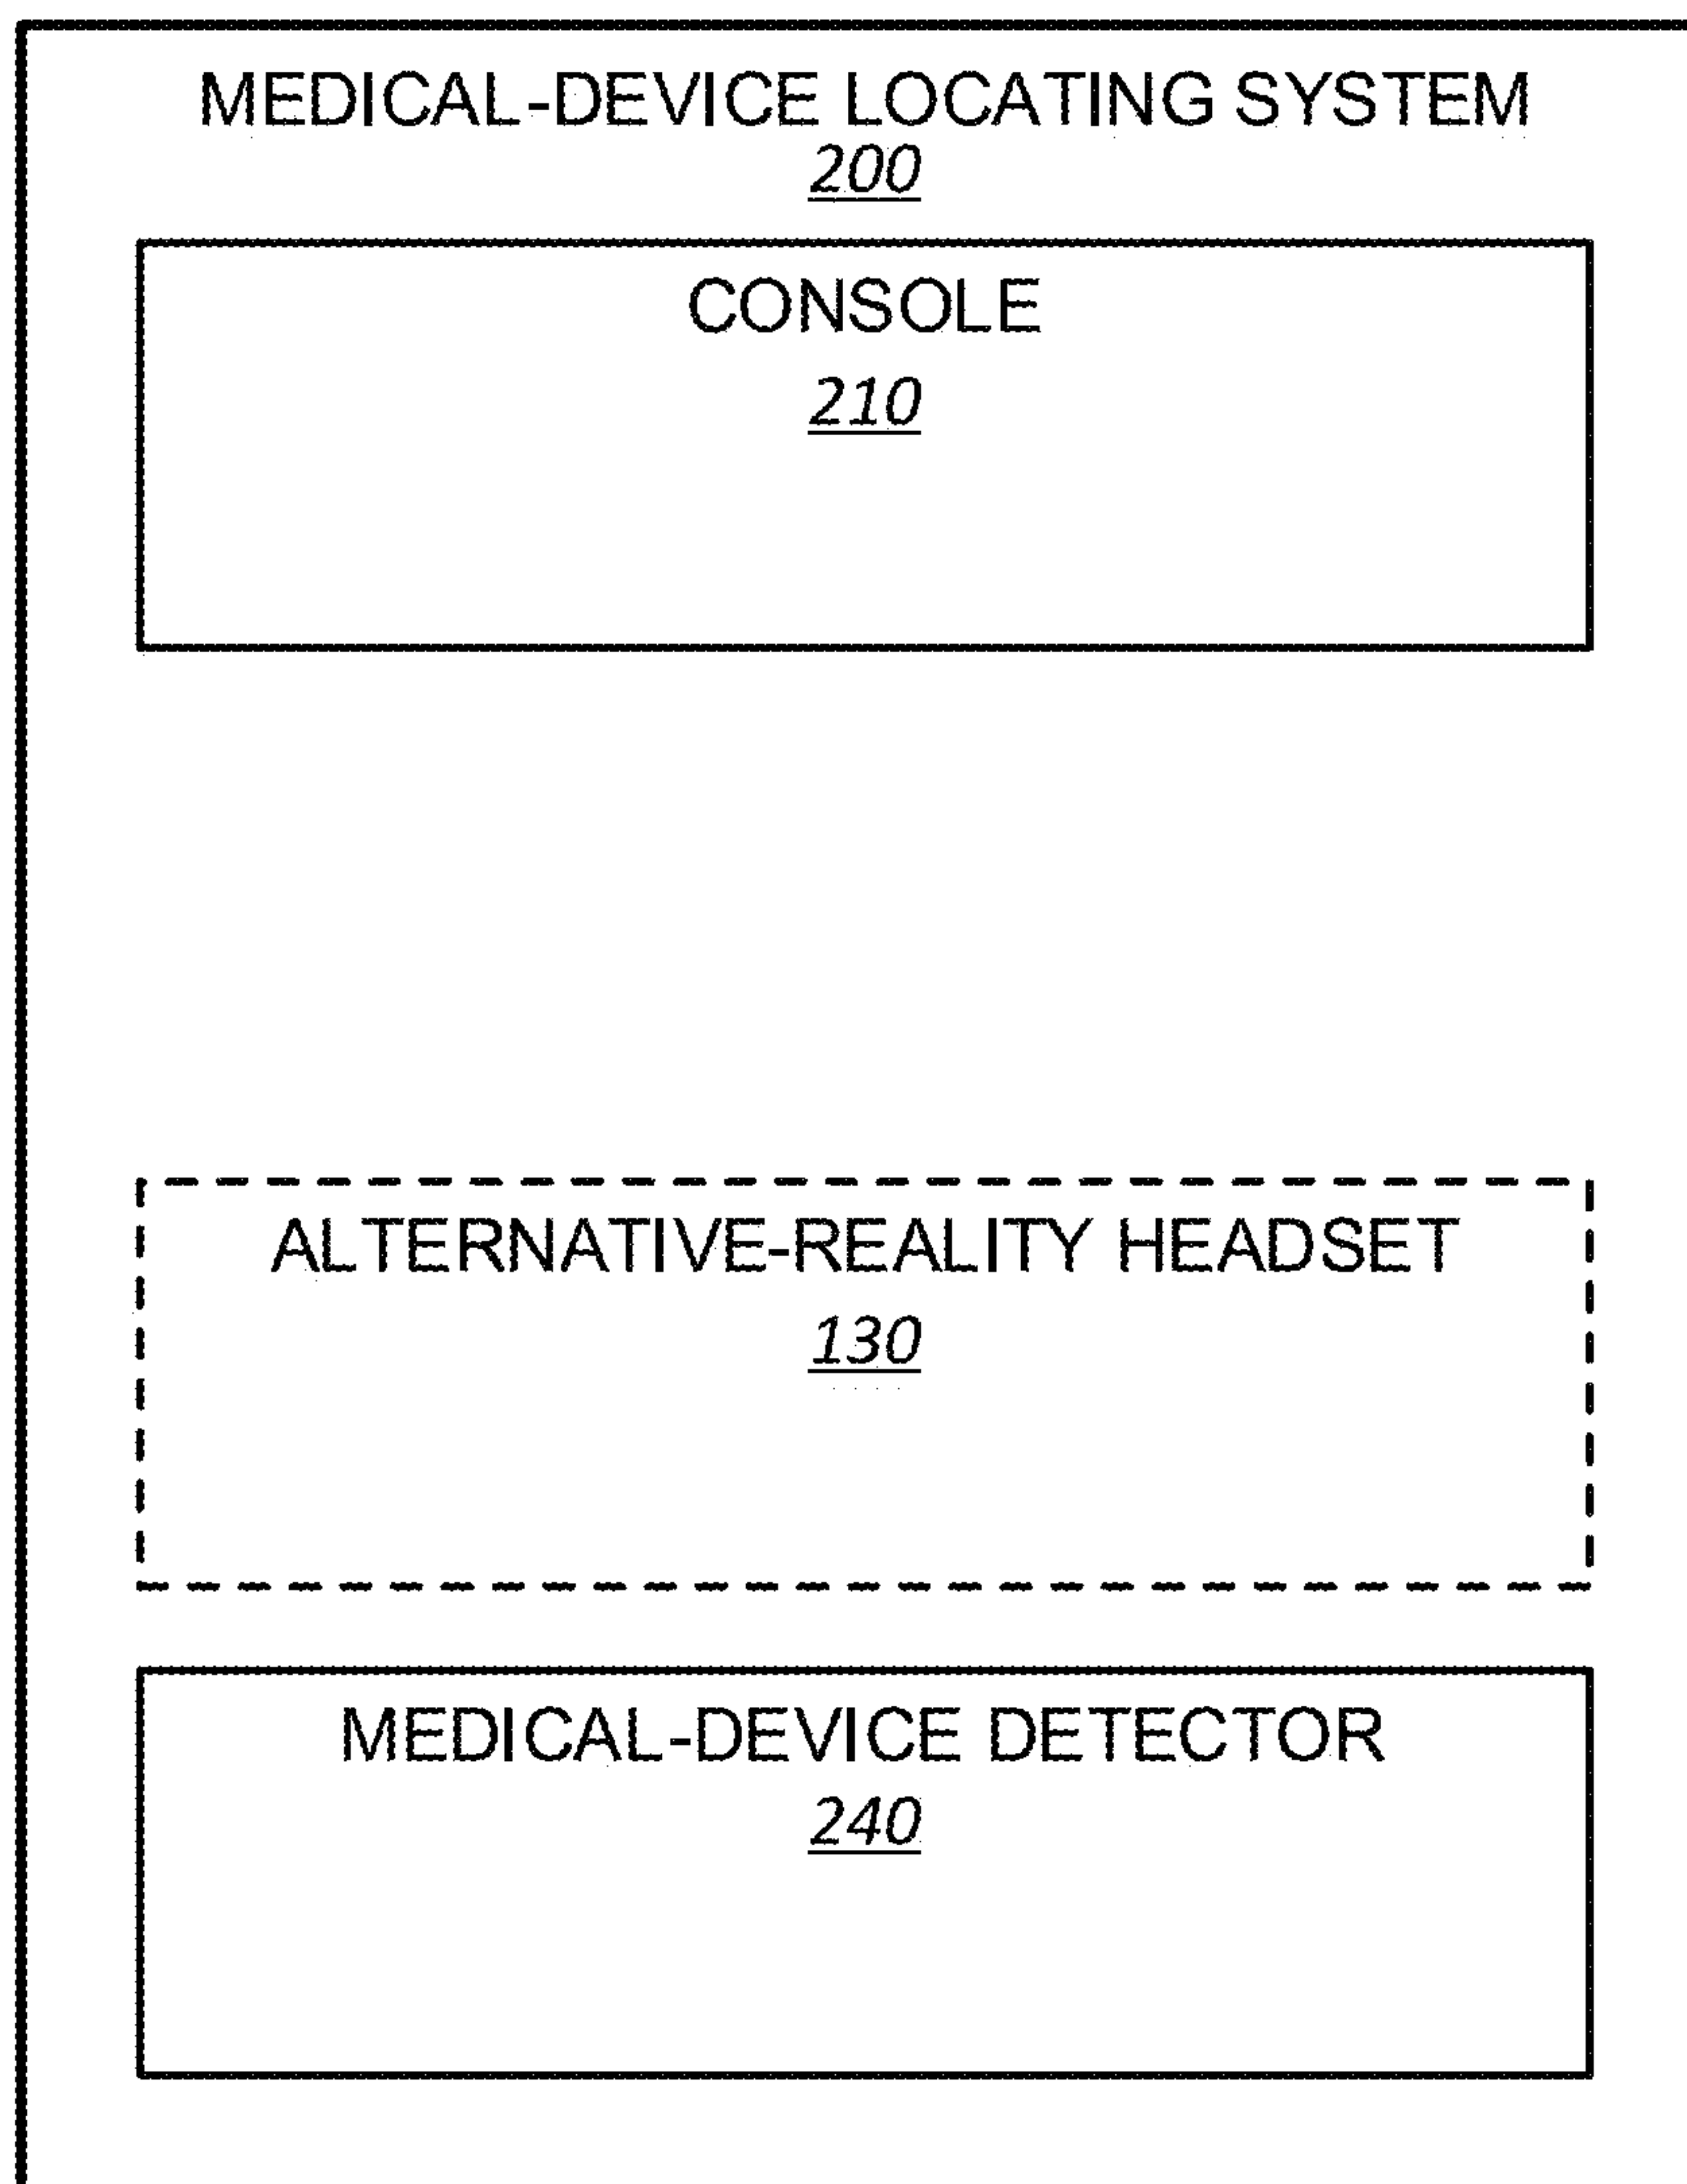 MEDICAL-DEVICE LOCATING SYSTEM
200
CONSOLE
210
ALTERNATIVE-REALITY HEADSET
130
MEDICAL-DEVICE DETECTOR
240